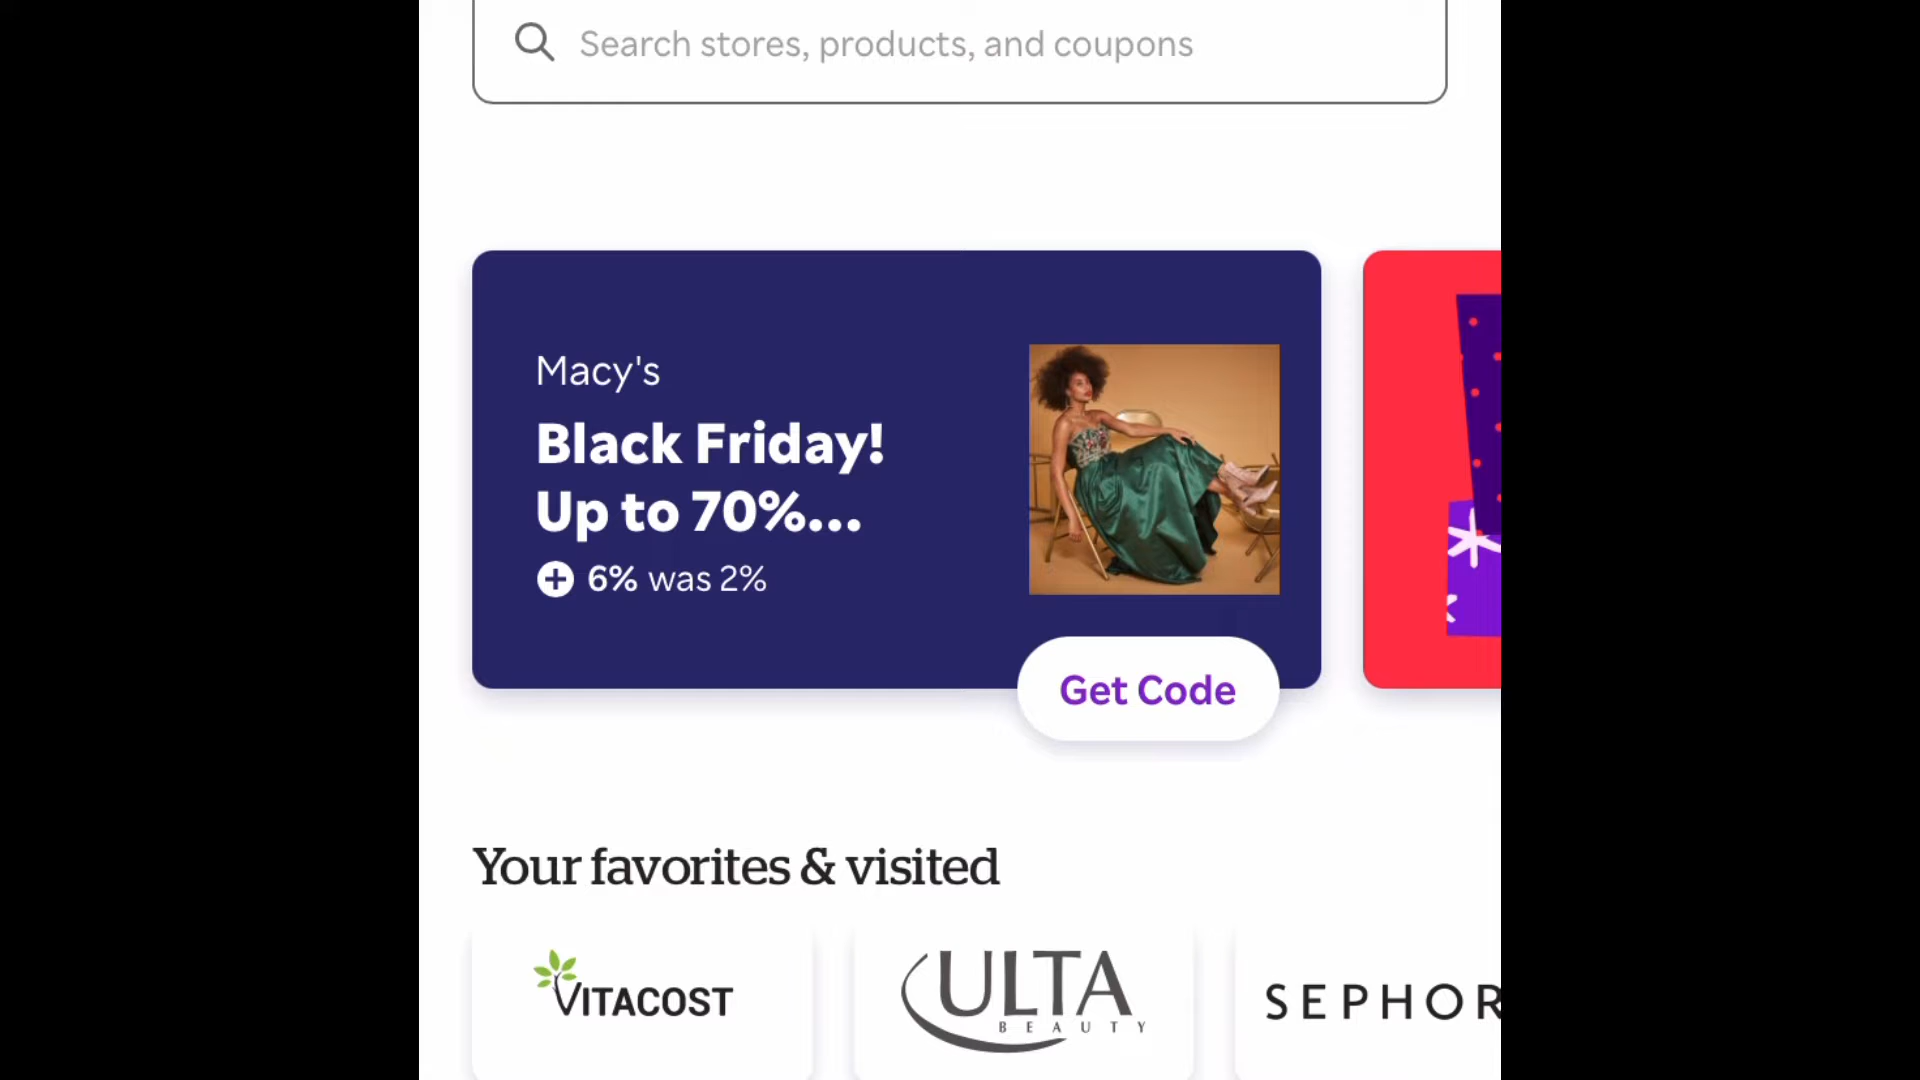 Search stores, products, and coupons
Macy's
Black Friday!
Up to 70%...
6% was 2%
Get Code
Your favorites & visited
VITACOST
ULTA
BEAUTY
SEPHOR